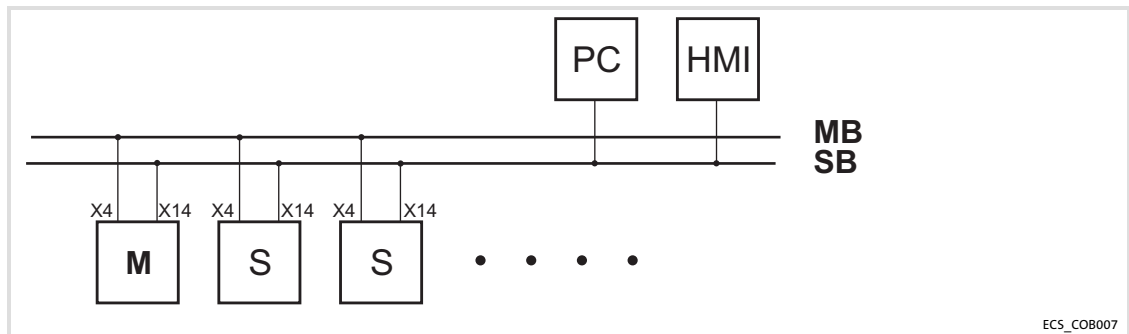 PC HMI
MB
SB
X4 X14 X4 X14 X4 X14
M S S
ECS_COB007